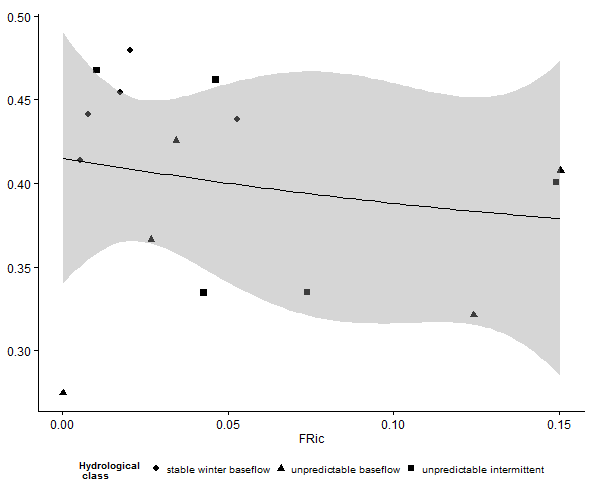 0.50
0.45
0.40
0.35
0.30
0.00 0.05 0.10 0.15
FRic
Hydrological
class
stable winter baseflow unpredictable baseflow unpredictable intermittent